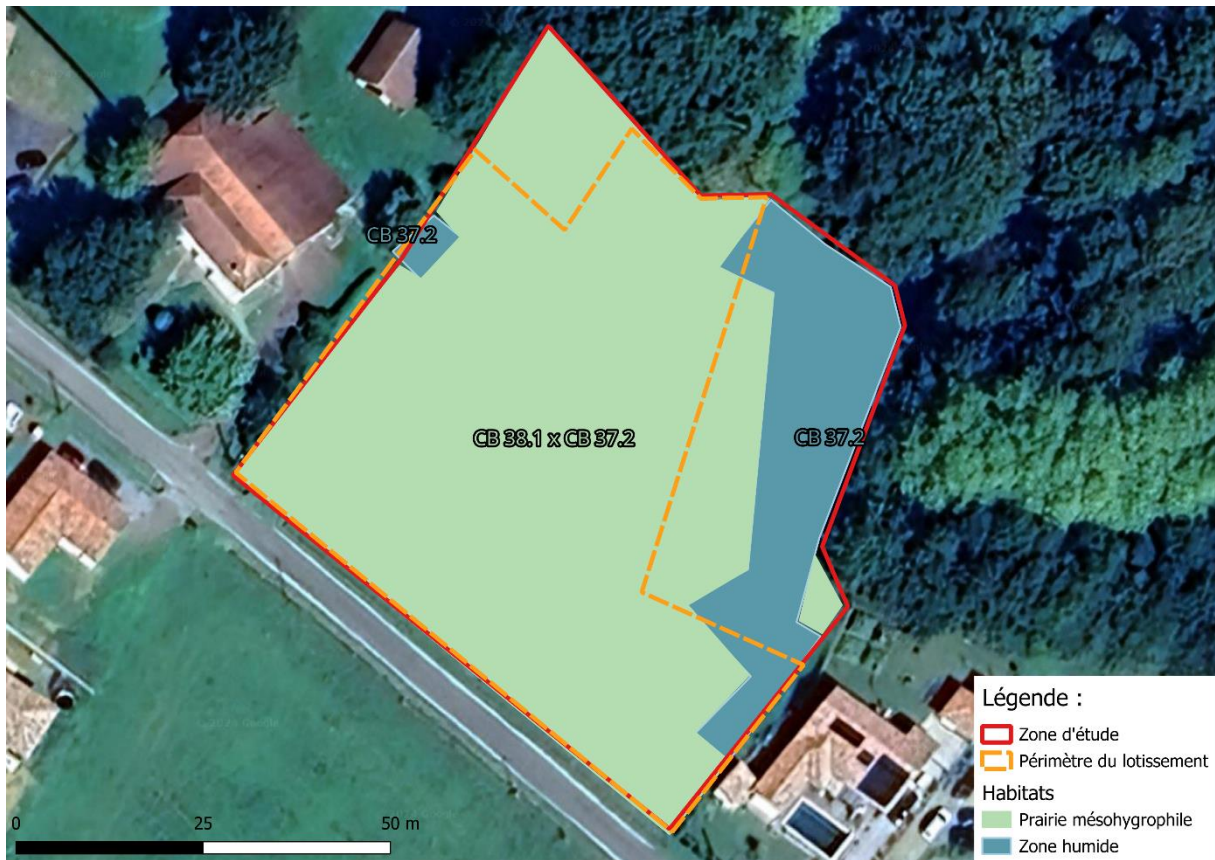 CB 37.2
CB 38.1 x CB 37.2
CB 37.2
Légende :
Zone d'étude
Périmètre du lotissement
Habitats
Prairie mésohygrophile
Zone humide
0 25 50 m